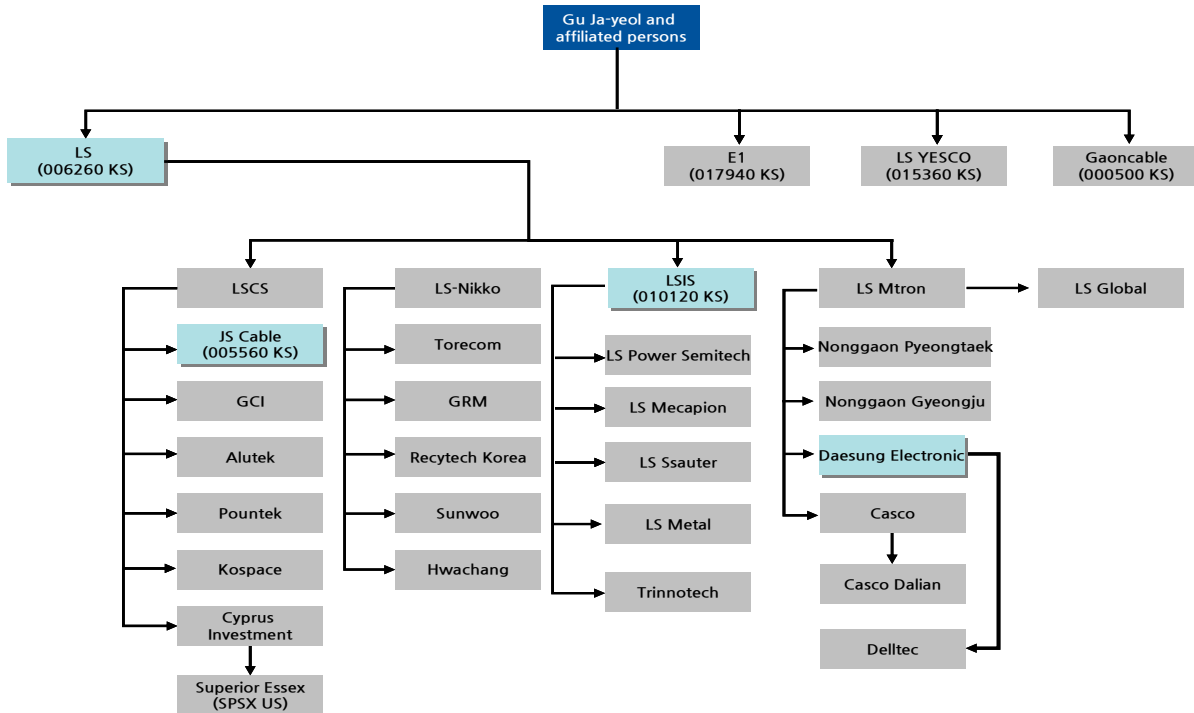 Gu Ja-yeol and
affiliated persons
LS
(006260 KS)
E1
(017940 KS)
LS YESCO
(015360 KS)
Gaoncable
(000500 KS)
LSCS
JS Cable
(005560 KS)
GCI
Alutek
Pountek
Kospace
Cyprus
Investment
Superior Essex
(SPSX US)
LS-Nikko
Torecom
GRM
Recytech Korea
Sunwoo
Hwachang
LSIS
(010120 KS)
LS Power Semitech
LS Mecapion
LS Ssauter
LS Metal
Trinnotech
LS Mtron
Nonggaon Pyeongtaek
Nonggaon Gyeongju
Daesung Electronic
Casco
Casco Dalian
Delltec
LS Global